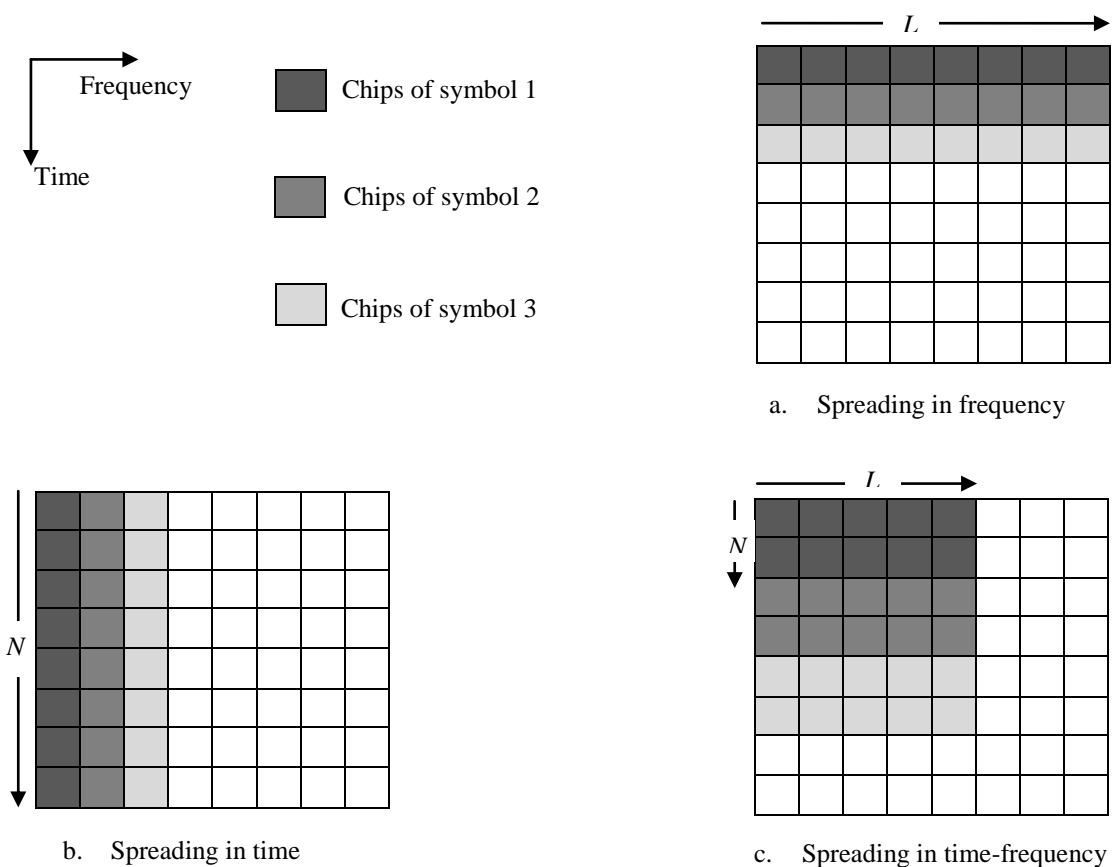 Frequency
Time
Chips of symbol 1
Chips of symbol 2
Chips of symbol 3
L
a. Spreading in frequency
N
b. Spreading in time
L
N
c. Spreading in time-frequency